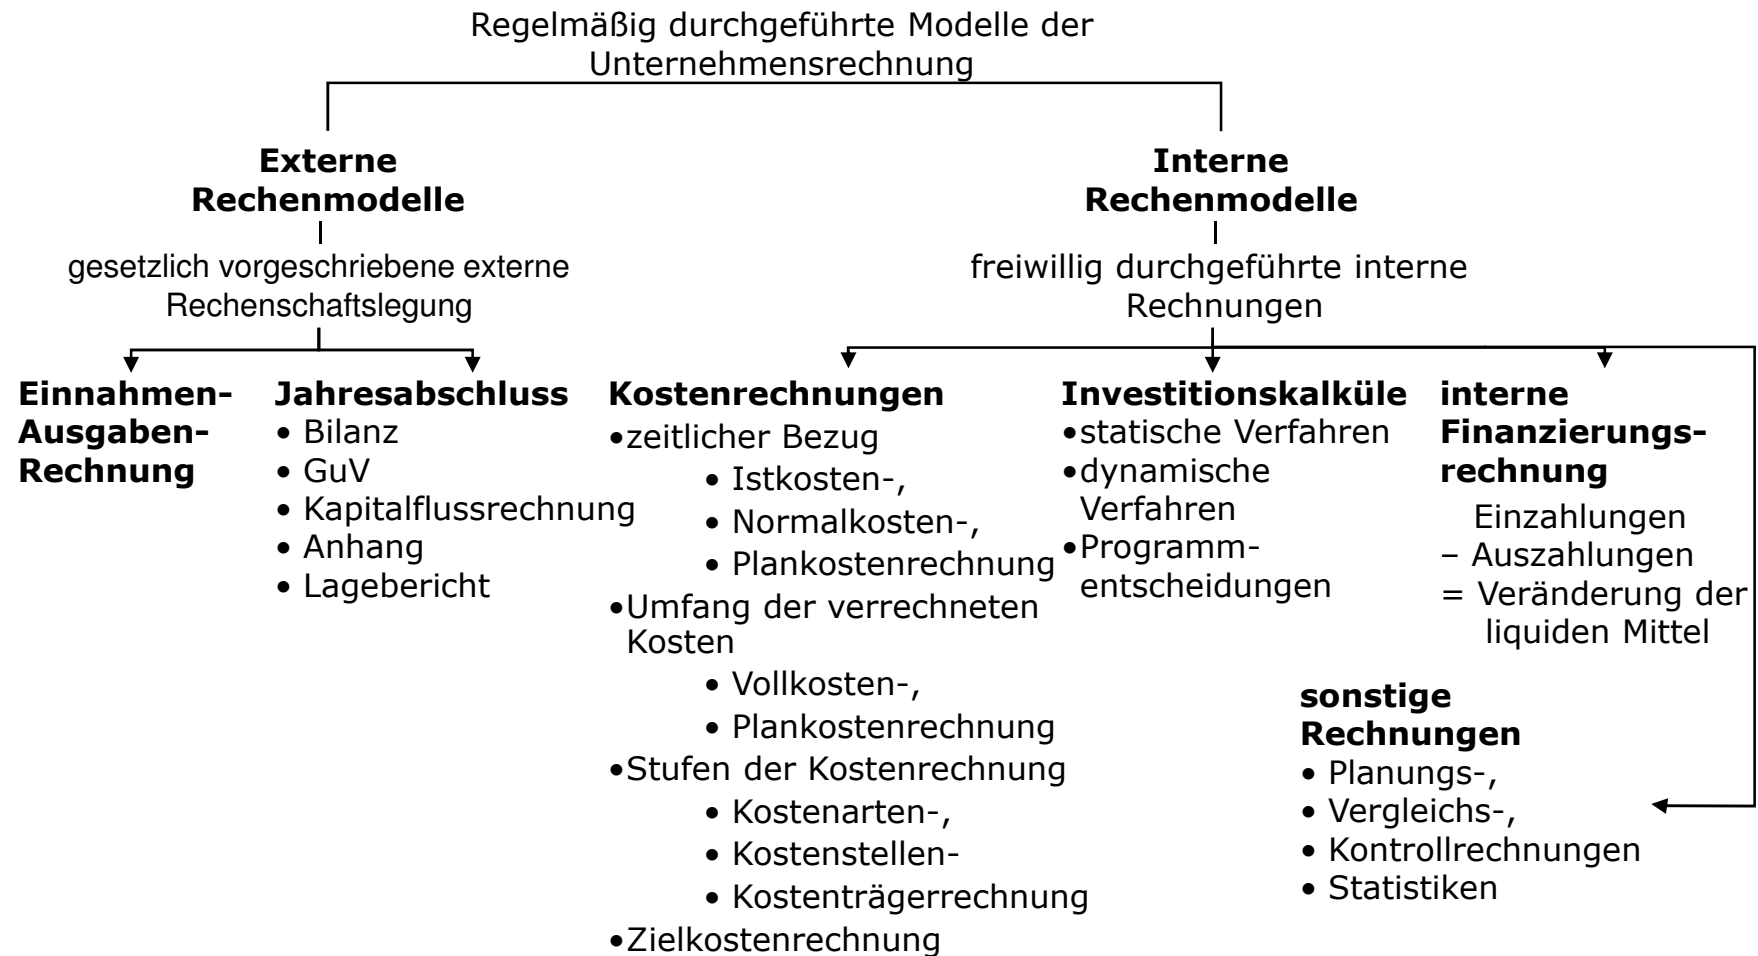 Regelmäßig durchgeführte Modelle der
Unternehmensrechnung
Externe
Rechenmodelle
gesetzlich vorgeschriebene externe
Rechenschaftslegung
Einnahmen-
Ausgaben-
Rechnung
Jahresabschluss
• Bilanz
• GuV
• Kapitalflussrechnung
• Anhang
• Lagebericht
Interne
Rechenmodelle
freiwillig durchgeführte interne
Rechnungen
Kostenrechnungen
•zeitlicher Bezug
• Istkosten-,
• Normalkosten-,
• Plankostenrechnung
•Umfang der verrechneten
Kosten
• Vollkosten-,
• Plankostenrechnung
•Stufen der Kostenrechnung
• Kostenarten-,
• Kostenstellen-
• Kostenträgerrechnung
•Zielkostenrechnung
Investitionskalküle
•statische Verfahren
•dynamische
Verfahren
•Programm-
entscheidungen
interne
Finanzierungs-
rechnung
Einzahlungen
– Auszahlungen
= Veränderung der
liquiden Mittel
sonstige
Rechnungen
• Planungs-,
• Vergleichs-,
• Kontrollrechnungen
• Statistiken